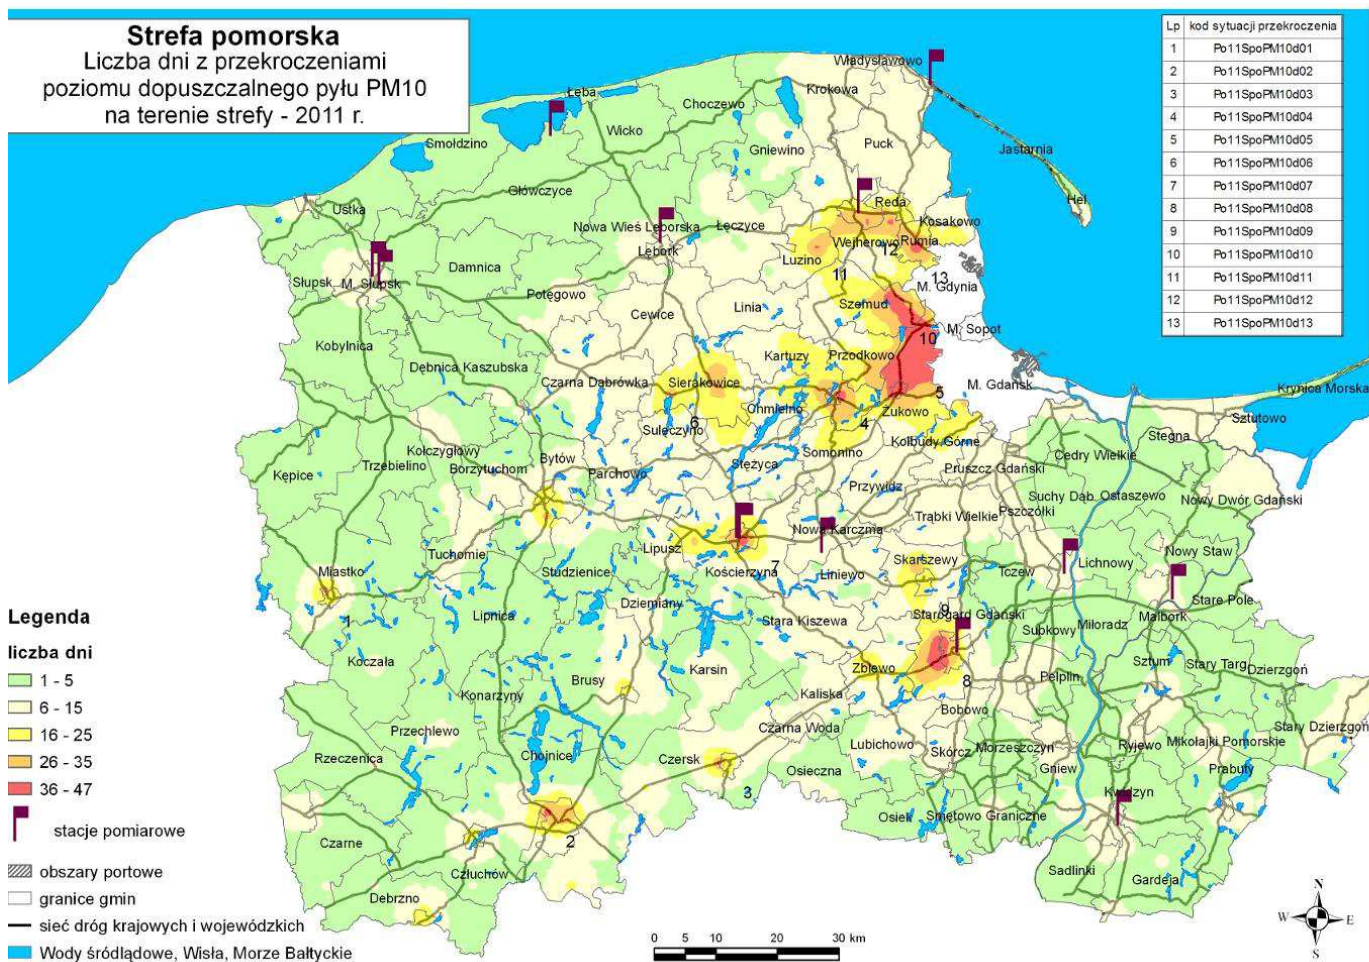 Strefa pomorska
Liczba dni z przekroczeniami
poziomu dopuszczalnego pyłu PM10
na terenie strefy - 2011 r.
Lp kod sytuacji przekroczenia
1 Po11SpoPM10d01
2 Po11SpoPM10d02
3 Po11SpoPM10d03
4 Po11SpoPM10d04
5 Po11SpoPM10d05
6 Po11SpoPM10d06
7 Po11SpoPM10d07
8 Po11SpoPM10d08
9 Po11SpoPM10d09
10 Po11SpoPM10d10
11 Po11SpoPM10d11
12 Po11SpoPM10d12
13 Po11SpoPM10d13
Władysławowo
Łeba
Choczewo
Krokowa
Wicko
Smołdzino
Gniewino
Puck
Jastarnia
Główczyce
Hel
Reda
Ustka
Nowa Wieś Lęborska
Łęczyce
Kosakowo
Lębork
Wejherowo
Rumia
12
Luzino
Damnica
11
13
Słupsk
M. Słupsk
M. Gdynia
Potęgowo
Szemud
Cewice
Linia
M. Sopot
10
Kobylnica
Kartuzy
Przodkowo
Dębnica Kaszubska
Czarna Dąbrówka
Sierakowice
M. Gdańsk
Krynica Morska
5
Chmielno
Żukowo
Sztutowo
6
4
Suleczyno
Stegna
Kołczygłowy
Kolbudy Górne
Somonino
Cedry Wielkie
Trzebielino
Borzytuchom
Bytów
Stężyca
Pruszcz Gdański
Kępice
Parchowo
Przywidz
Suchy Dąb
Ostaszewo
Nowy Dwór Gdański
Pszczółki
Trąbki Wielkie
Nowa Karczma
Tuchomie
Lipusz
Nowy Staw
Lichnowy
Skarszewy
Miastko
Studzienice
Kościerzyna
7
Liniewo
Tczew
Stare Pole
Dziemiany
9
Lipnica
Starogard Gdański
Malbork
1
Stara Kiszewa
Subkowy
Miłoradz
Koczała
Karsin
Zblewo
Sztum
Stary Targ
Dzierzgoń
Brusy
8
Pelplin
Konarzyny
Kaliska
Bobowo
Przechlewo
Czarna Woda
Stary Dzierzgoń
Lubichowo
Ryjewo
Mikołajki Pomorskie
Chojnice
Skórcz
Morzeszczyn
Rzeczenica
Czersk
Osieczna
Gniew
Prabuty
3
Kwidzyn
Osiek
Smętowo Graniczne
Czarne
2
Człuchów
Sadlinki
Gardeja
Debrzno
Legenda
liczba dni
1 - 5
6 - 15
16 - 25
26 - 35
36 - 47
stacje pomiarowe
obszary portowe
granice gmin
sieć dróg krajowych i wojewódzkich
Wody śródlądowe, Wisła, Morze Bałtyckie
0 5 10 20 30 km
N
W
E
S